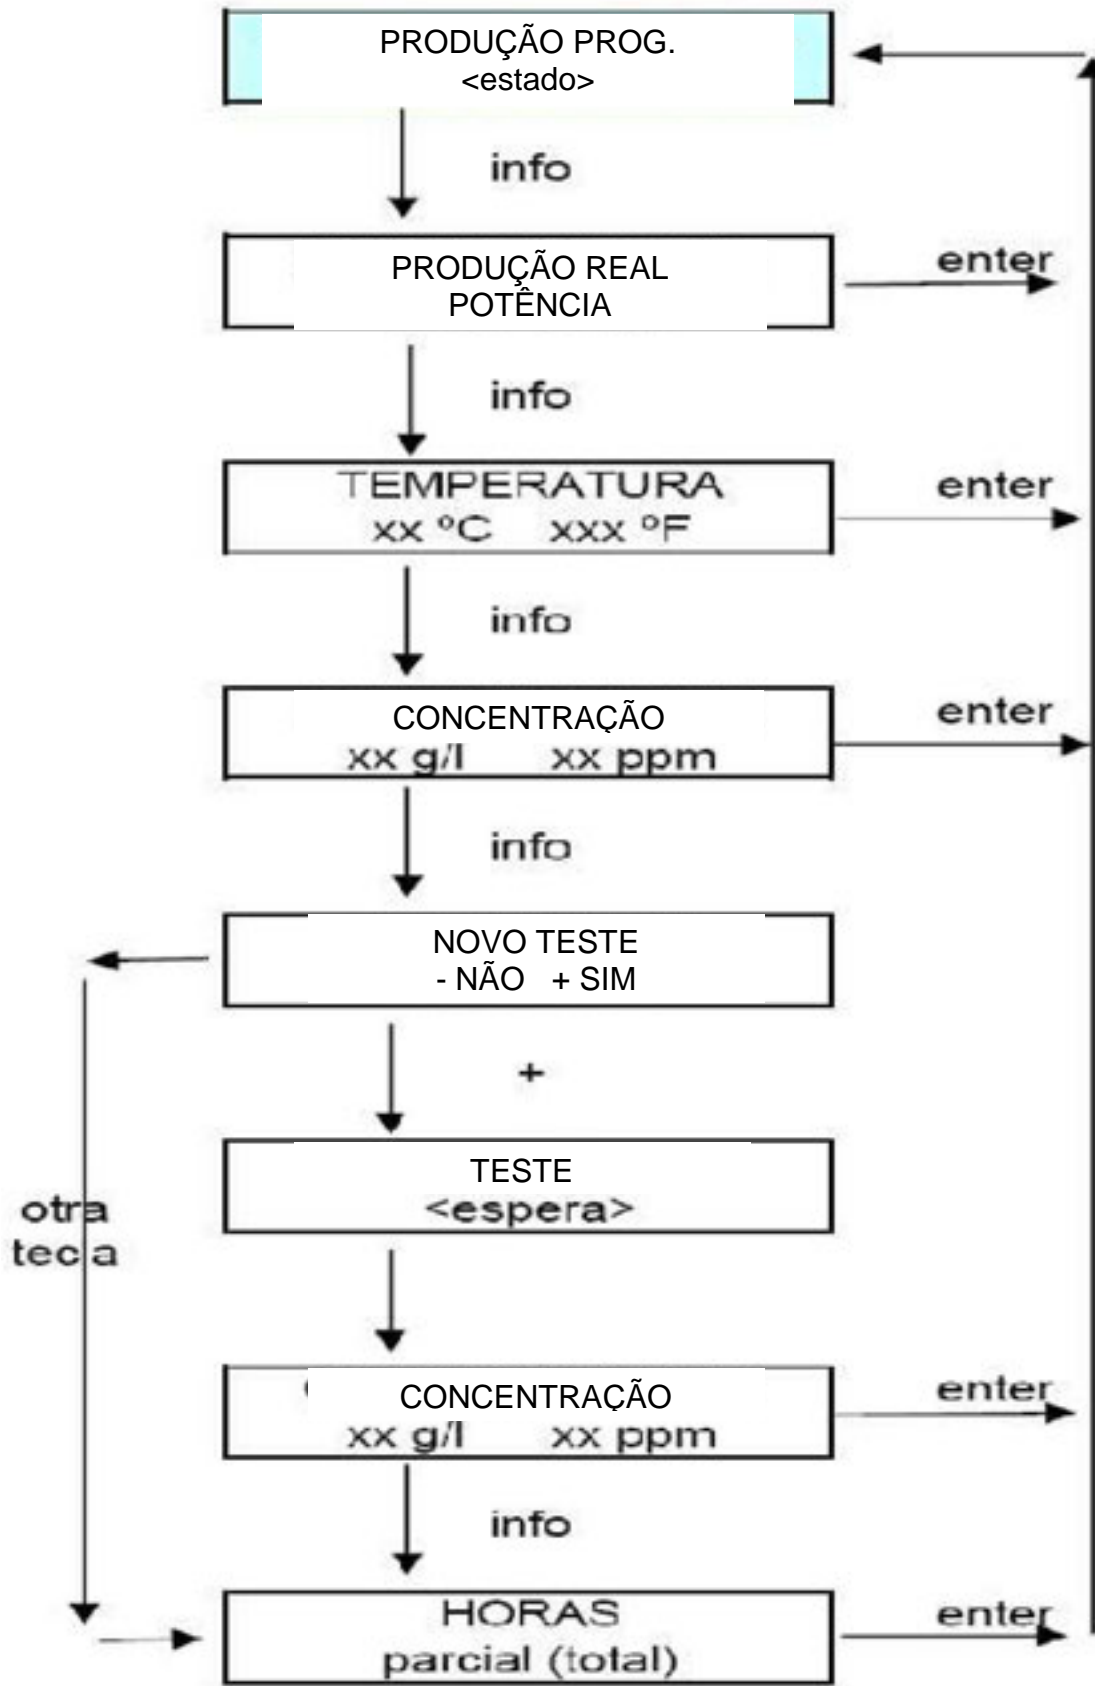 PRODUÇÃO PROG.
<estado>
info
PRODUÇÃO REAL
POTÊNCIA
enter
info
TEMPERATURA
xx ºC xxx ºF
enter
info
CONCENTRAÇÃO
xx g/l xx ppm
enter
info
NOVO TESTE
- NÃO + SIM
+
TESTE
<espera>
otra
tecla
CONCENTRAÇÃO
xx g/l xx ppm
enter
info
HORAS
parcial (total)
enter